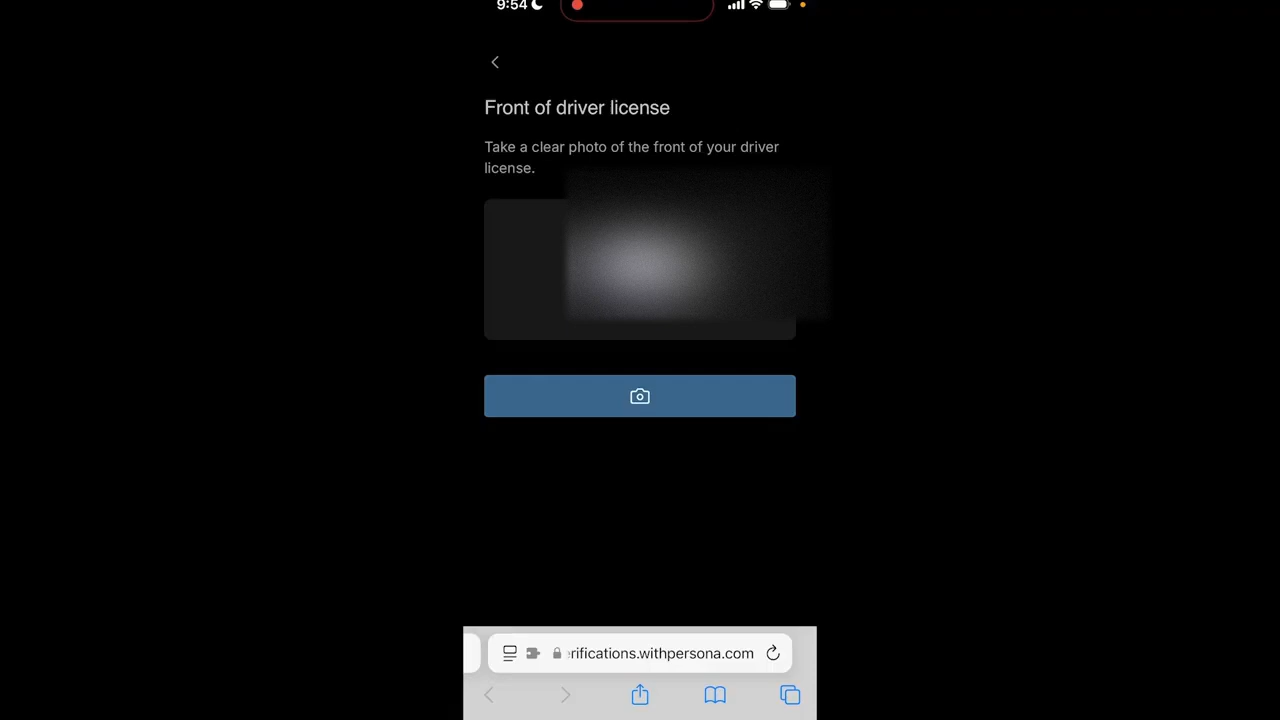 9:54
Front of driver license
Take a clear photo of the front of your driver
license.
rifications.withpersona.com